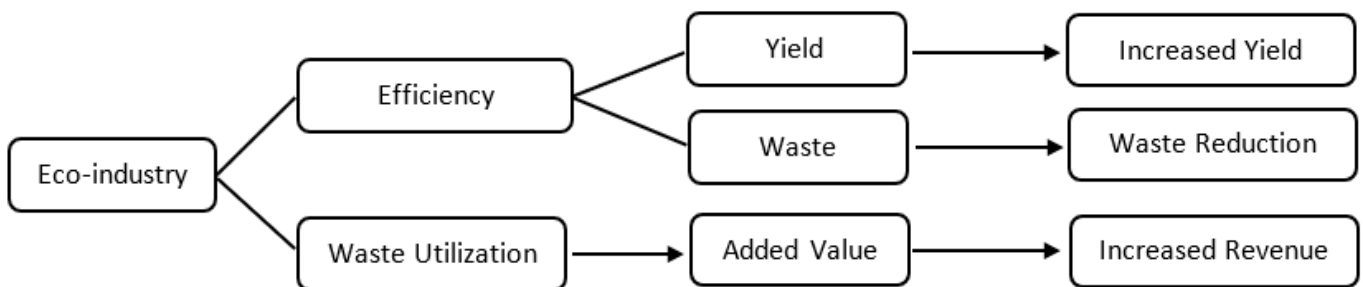 Yield
Increased Yield
Efficiency
Waste
Waste Reduction
Eco-industry
Waste Utilization
Added Value
Increased Revenue